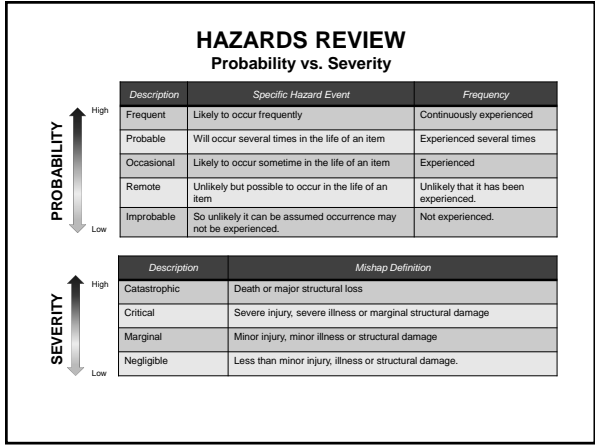 HAZARDS REVIEW
Probability vs. Severity
Description Specific Hazard Event Frequency
High
Frequent Likely to occur frequently Continuously experienced
Probable Will occur several times in the life of an item Experienced several times
Occasional Likely to occur sometime in the life of an item Experienced
Remote Unlikely but possible to occur in the life of an Unlikely that it has been
item experienced.
Improbable So unlikely it can be assumed occurrence may Not experienced.
not be experienced.
Low
PROBABILITY
Description Mishap Definition
High
Catastrophic Death or major structural loss
Critical Severe injury, severe illness or marginal structural damage
Marginal Minor injury, minor illness or structural damage
Negligible Less than minor injury, illness or structural damage.
Low
SEVERITY